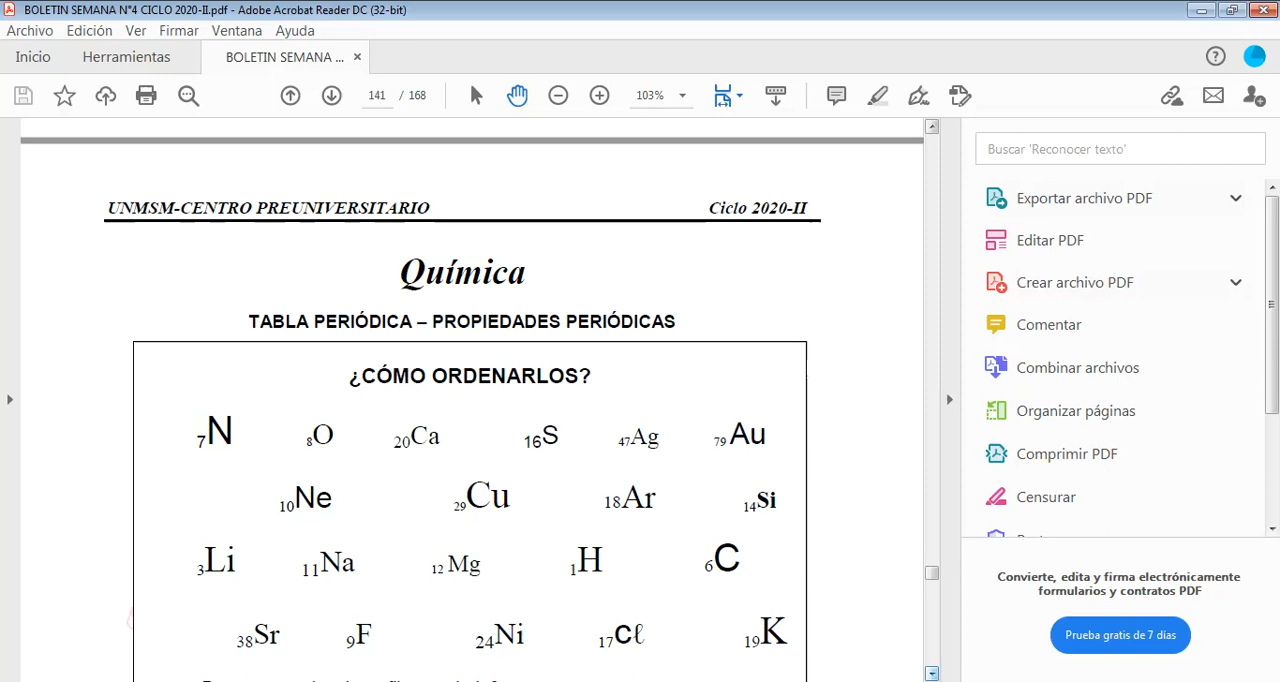 BOLETIN SEMANA N°4 CICLO 2020-II.pdf - Adobe Acrobat Reader DC (32-bit)
Archivo Edición Ver Firmar Ventana Ayuda
Inicio Herramientas BOLETIN SEMANA ... ×
141 / 168 103%
Buscar 'Reconocer texto'
Exportar archivo PDF
Editar PDF
Crear archivo PDF
Comentar
Combinar archivos
Organizar páginas
Comprimir PDF
Censurar
Convierte, edita y firma electrónicamente
formularios y contratos PDF
Prueba gratis de 7 días
UNMSM-CENTRO PREUNIVERSITARIO Ciclo 2020-II
Química
TABLA PERIÓDICA – PROPIEDADES PERIÓDICAS
¿CÓMO ORDENARLOS?
₇N ₈O ₂₀Ca ₁₆S ₄₇Ag ₇₉Au
₁₀Ne ₂₉Cu ₁₈Ar ₁₄Si
₃Li ₁₁Na ₁₂Mg ₁H ₆C
₃₈Sr ₉F ₂₄Ni ₁₇Cℓ ₁₉K